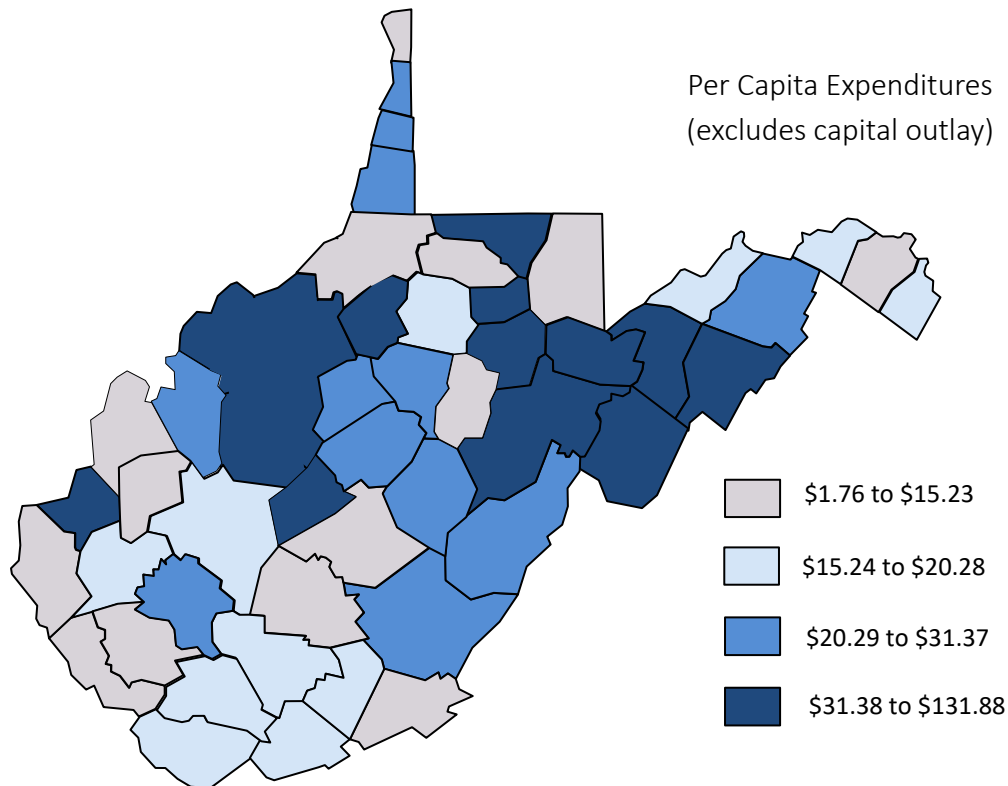 Per Capita Expenditures
(excludes capital outlay)
$1.76 to $15.23
$15.24 to $20.28
$20.29 to $31.37
$31.38 to $131.88